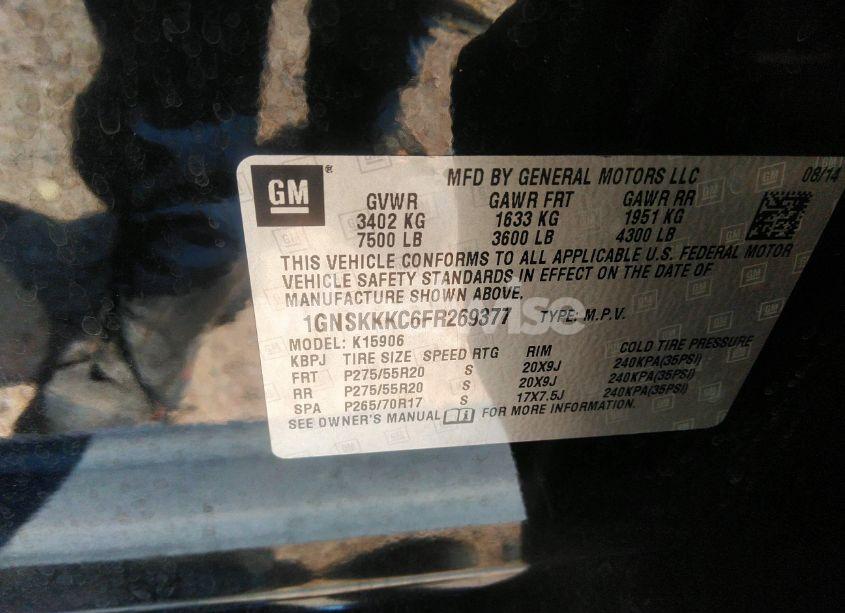 GM ® MFD BY GENERAL MOTORS LLC 08/14
GVWR GAWR FRT GAWR RR
3402 KG 1633 KG 1951 KG
7500 LB 3600 LB 4300 LB
THIS VEHICLE CONFORMS TO ALL APPLICABLE U.S. FEDERAL MOTOR
VEHICLE SAFETY STANDARDS IN EFFECT ON THE DATE OF
MANUFACTURE SHOWN ABOVE.
1GNSKKKC6FR269377 TYPE: M.P.V.
MODEL: K15906
KBPJ TIRE SIZE SPEED RTG RIM COLD TIRE PRESSURE
FRT P275/55R20 S 20X9J 240KPA(35PSI)
RR P275/55R20 S 20X9J 240KPA(35PSI)
SPA P265/70R17 S 17X7.5J 240KPA(35PSI)
SEE OWNER'S MANUAL FOR MORE INFORMATION.